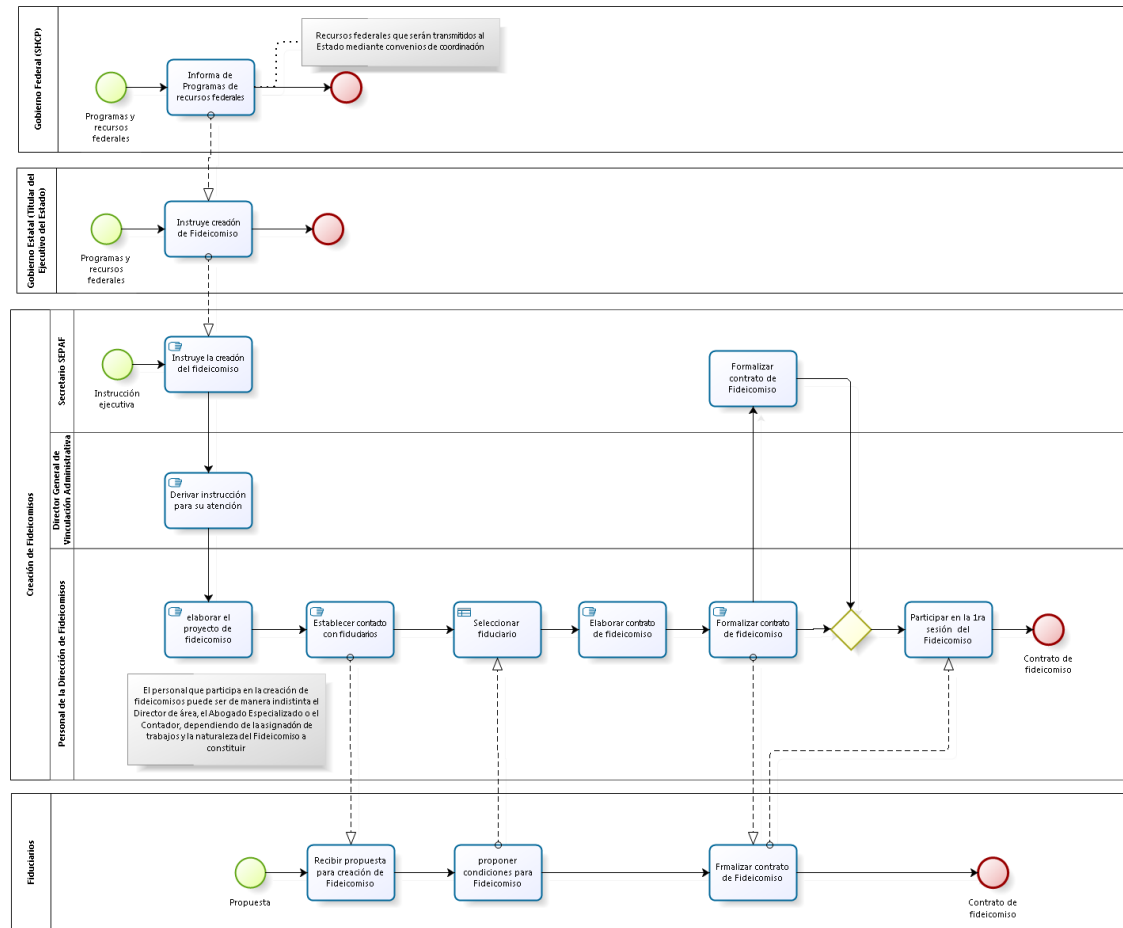 Gobierno Federal (SHCP)
Recursos federales que serán transmitidos al
Estado mediante convenios de coordinación
Informa de
Programas de
recursos federales
Programas y
recursos
federales
Gobierno Estatal (Titular del
Ejecutivo del Estado)
Instruye creación
de Fideicomiso
Programas y
recursos
federales
Creación de Fideicomisos
Secretario SEPAF
Instruye la creación
del fideicomiso
Instrucción
ejecutiva
Formalizar
contrato de
Fideicomiso
Director General de
Vinculación Administrativa
Derivar instrucción
para su atención
Personal de la Dirección de Fideicomisos
elaborar el
proyecto de
fideicomiso
Establecer contacto
con fiduciarios
Seleccionar
fiduciario
Elaborar contrato
de fideicomiso
Formalizar contrato
de fideicomiso
Participar en la 1ra
sesión del
Fideicomiso
Contrato de
fideicomiso
El personal que participa en la creación de
fideicomisos puede ser de manera indistinta el
Director de área, el Abogado Especializado o el
Contador, dependiendo de la asignación de
trabajos y la naturaleza del Fideicomiso a
constituir
Fiduciarios
Propuesta
Recibir propuesta
para creación de
Fideicomiso
proponer
condiciones para
Fideicomiso
Frmalizar contrato
de Fideicomiso
Contrato de
fideicomiso